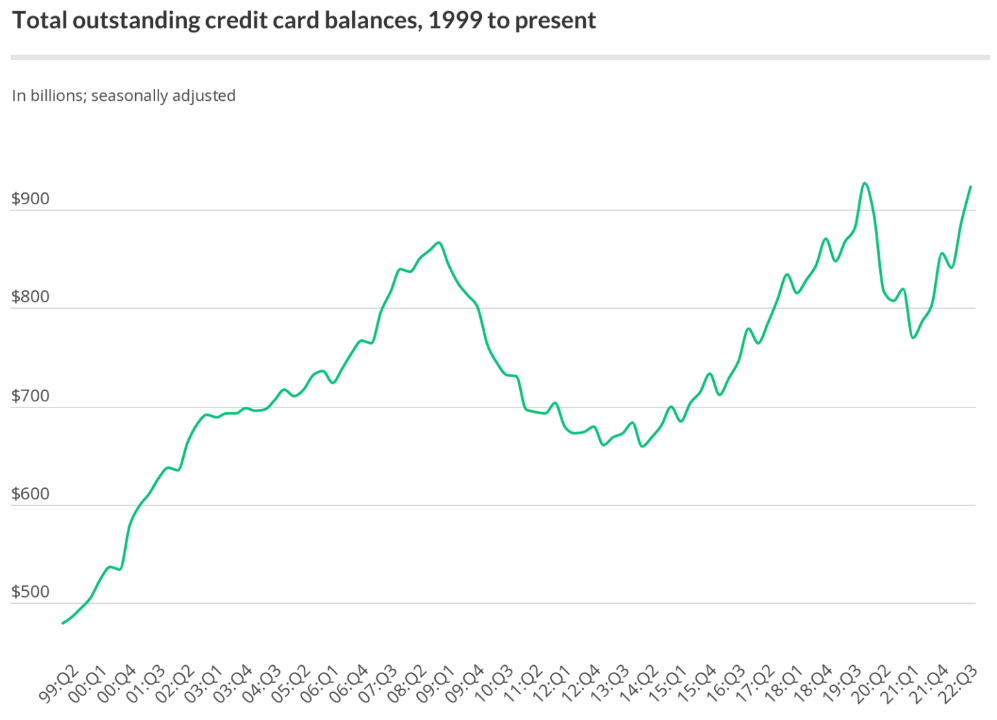 Total outstanding credit card balances, 1999 to present
In billions; seasonally adjusted
$900
$800
$700
$600
$500
99:Q2
00:Q1
00:Q4
01:Q3
02:Q2
03:Q1
03:Q4
04:Q3
05:Q2
06:Q1
06:Q4
07:Q3
08:Q2
09:Q1
09:Q4
10:Q3
11:Q2
12:Q1
12:Q4
13:Q3
14:Q2
15:Q1
15:Q4
16:Q3
17:Q2
18:Q1
18:Q4
19:Q3
20:Q2
21:Q1
21:Q4
22:Q3